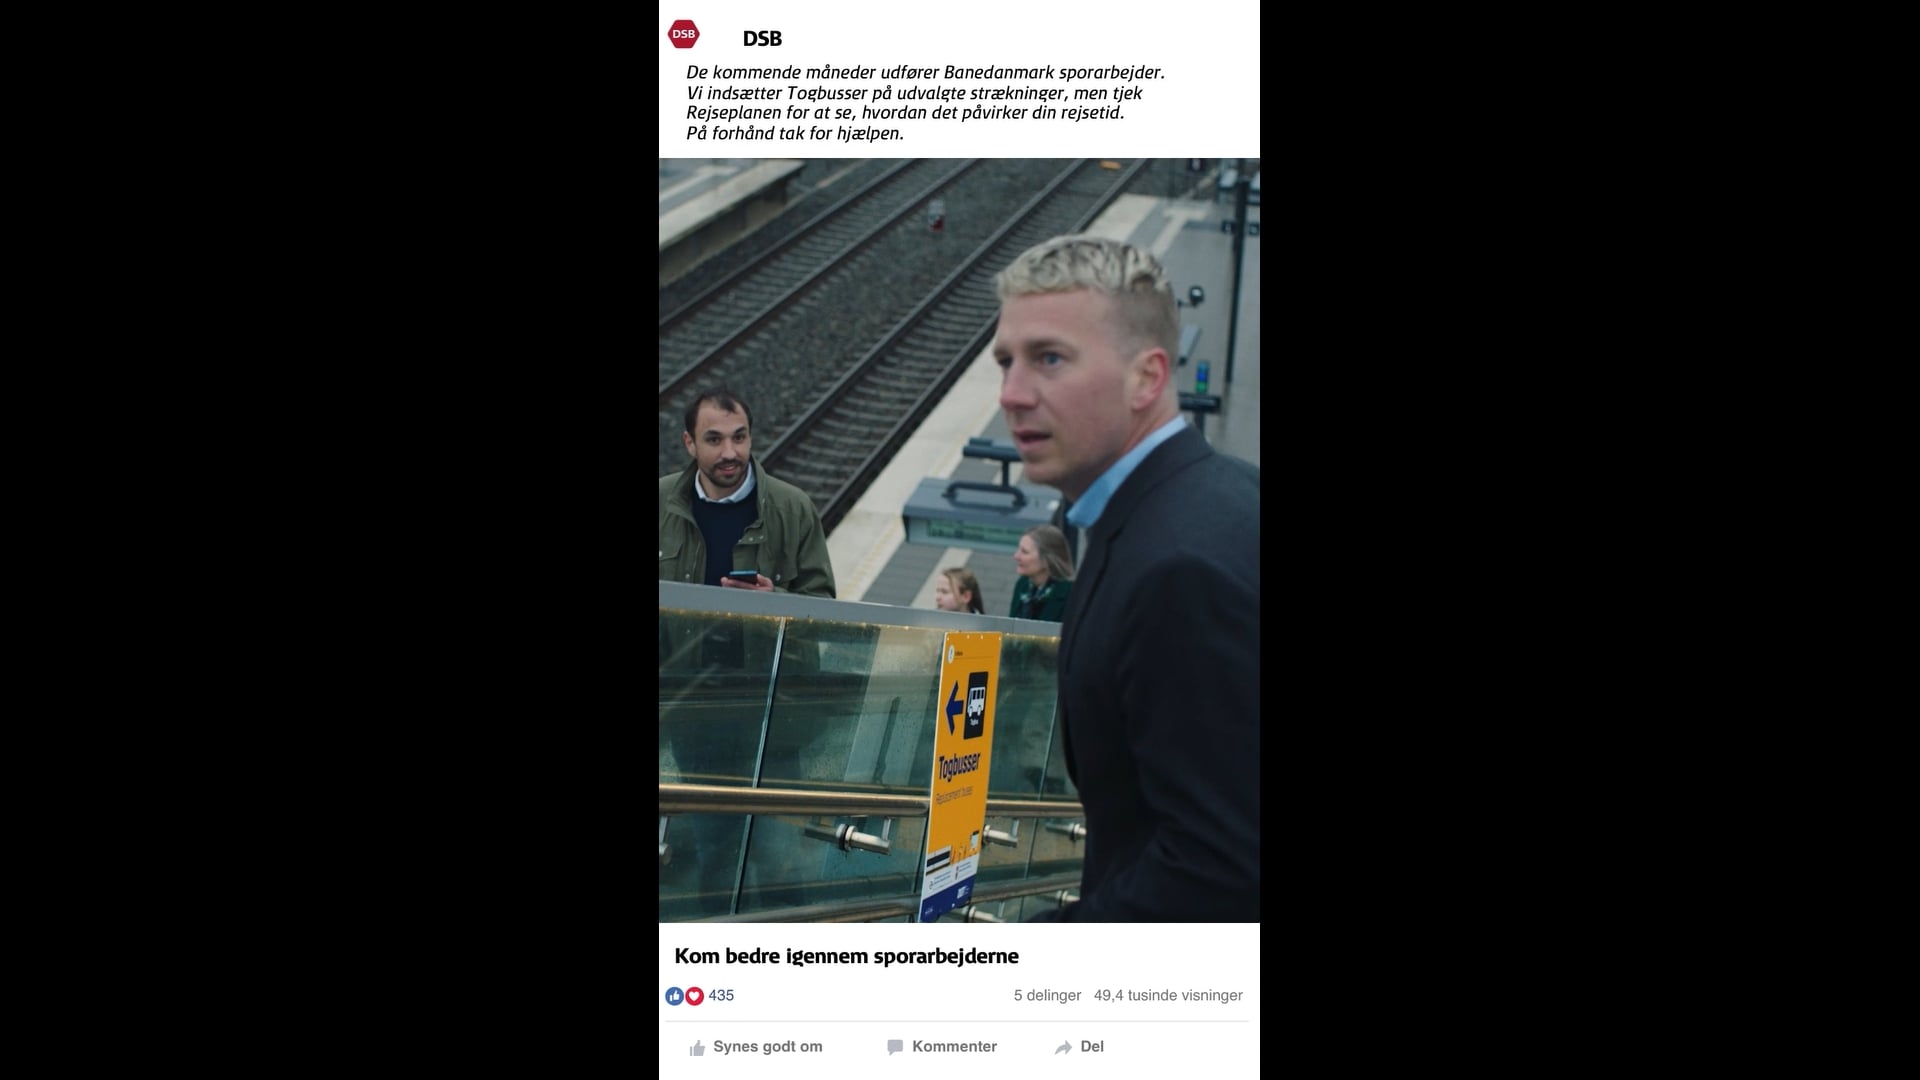 DSB
DSB
De kommende måneder udfører Banedanmark sporarbejder.
Vi indsætter Togbusser på udvalgte strækninger, men tjek
Rejseplanen for at se, hvordan det påvirker din rejsetid.
På forhånd tak for hjælpen.
Togbusser
Replacement buses
Kom bedre igennem sporarbejderne
435
5 delinger 49,4 tusinde visninger
Synes godt om Kommenter Del